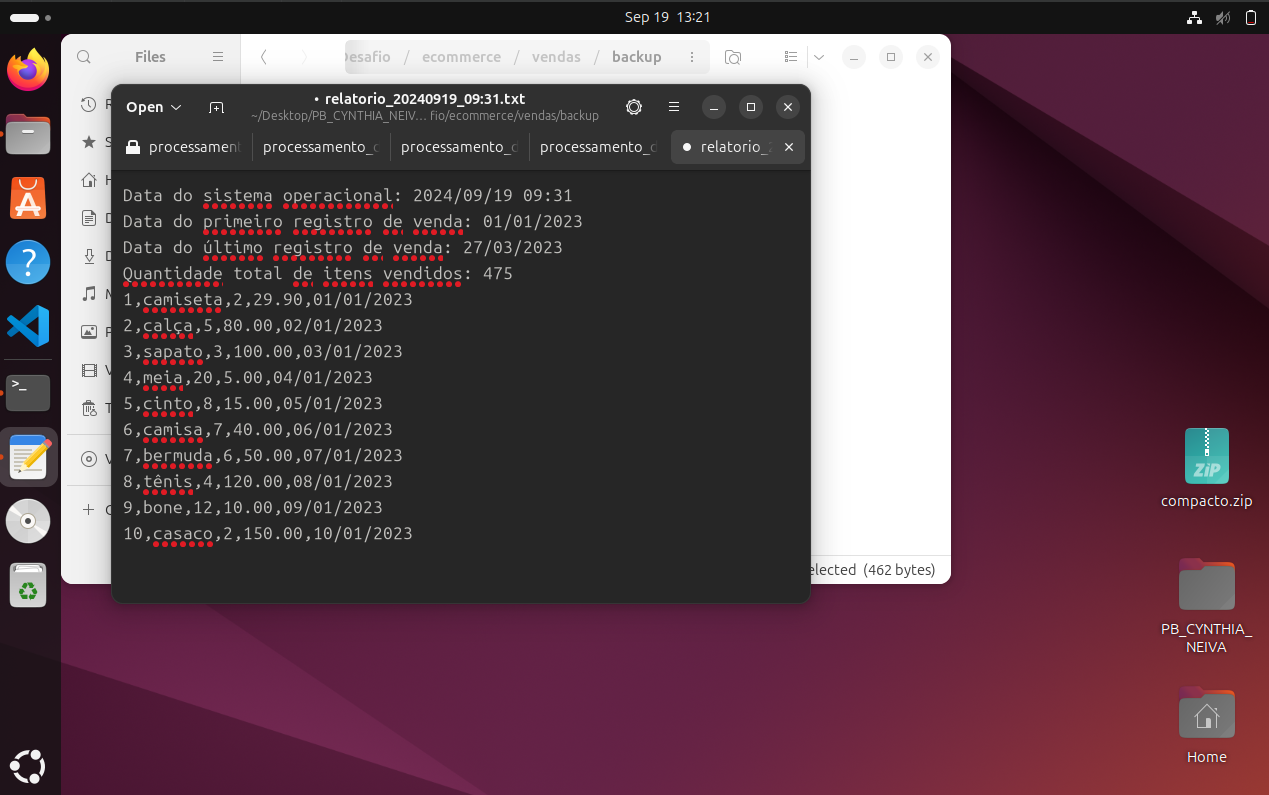 Sep 19 13:21
Files
esafio / ecommerce / vendas / backup
Open
• relatorio_20240919_09:31.txt
~/Desktop/PB_CYNTHIA_NEIV… fio/ecommerce/vendas/backup
processament
processamento_
processamento_
processamento_
relatorio_
Data do sistema operacional: 2024/09/19 09:31
Data do primeiro registro de venda: 01/01/2023
Data do último registro de venda: 27/03/2023
Quantidade total de itens vendidos: 475
1,camiseta,2,29.90,01/01/2023
2,calça,5,80.00,02/01/2023
3,sapato,3,100.00,03/01/2023
4,meia,20,5.00,04/01/2023
5,cinto,8,15.00,05/01/2023
6,camisa,7,40.00,06/01/2023
7,bermuda,6,50.00,07/01/2023
8,tênis,4,120.00,08/01/2023
9,bone,12,10.00,09/01/2023
10,casaco,2,150.00,10/01/2023
elected (462 bytes)
ZiP
compacto.zip
PB_CYNTHIA_
NEIVA
Home